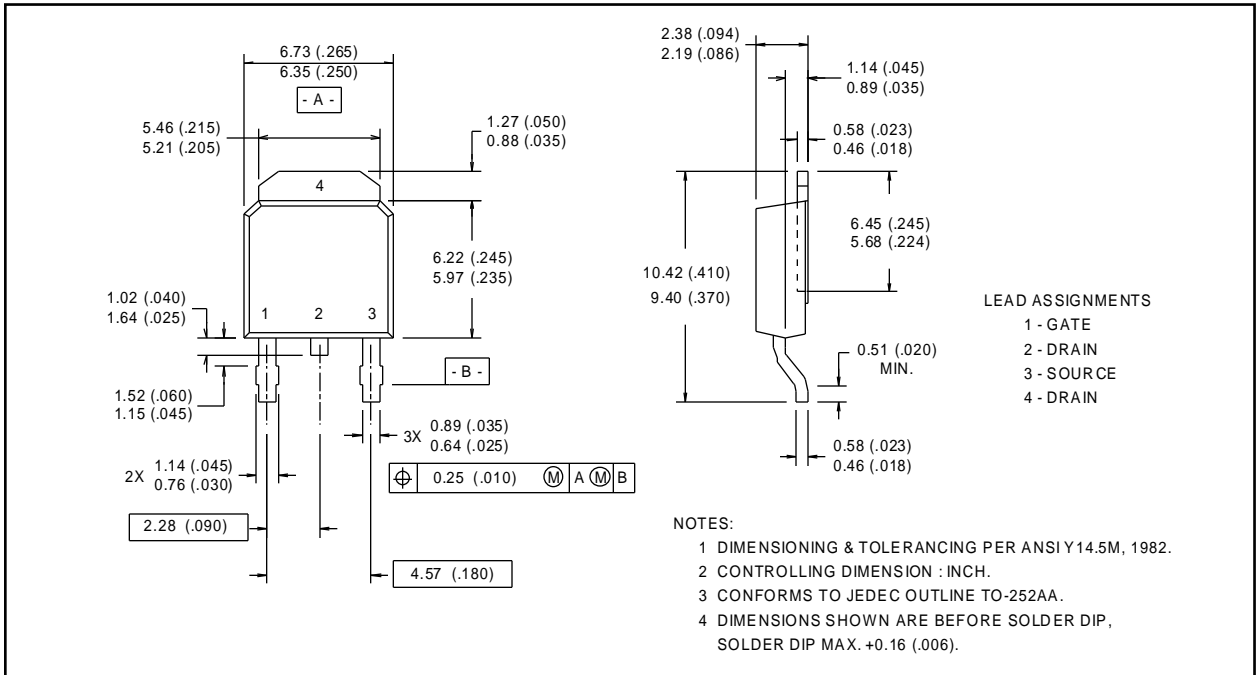 6.73 (.265)
6.35 (.250)
- A -
5.46 (.215)
5.21 (.205)
1.27 (.050)
0.88 (.035)
4
6.22 (.245)
5.97 (.235)
1.02 (.040)
1.64 (.025)
1 2 3
1.52 (.060)
1.15 (.045)
- B -
3X 0.89 (.035)
0.64 (.025)
2X 1.14 (.045)
0.76 (.030)
⌖ 0.25 (.010) Ⓜ A Ⓜ B
2.28 (.090)
4.57 (.180)
2.38 (.094)
2.19 (.086)
1.14 (.045)
0.89 (.035)
0.58 (.023)
0.46 (.018)
6.45 (.245)
5.68 (.224)
10.42 (.410)
9.40 (.370)
0.51 (.020)
MIN.
0.58 (.023)
0.46 (.018)
LEAD ASSIGNMENTS
1 - GATE
2 - DRAIN
3 - SOURCE
4 - DRAIN
NOTES:
1 DIMENSIONING & TOLERANCING PER ANSI Y14.5M, 1982.
2 CONTROLLING DIMENSION : INCH.
3 CONFORMS TO JEDEC OUTLINE TO-252AA.
4 DIMENSIONS SHOWN ARE BEFORE SOLDER DIP,
SOLDER DIP MAX. +0.16 (.006).